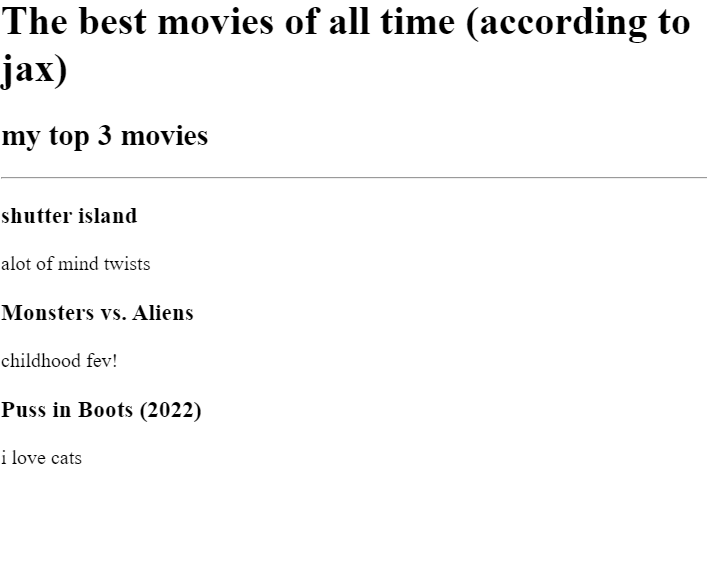 The best movies of all time (according to
jax)
my top 3 movies
shutter island
alot of mind twists
Monsters vs. Aliens
childhood fev!
Puss in Boots (2022)
i love cats